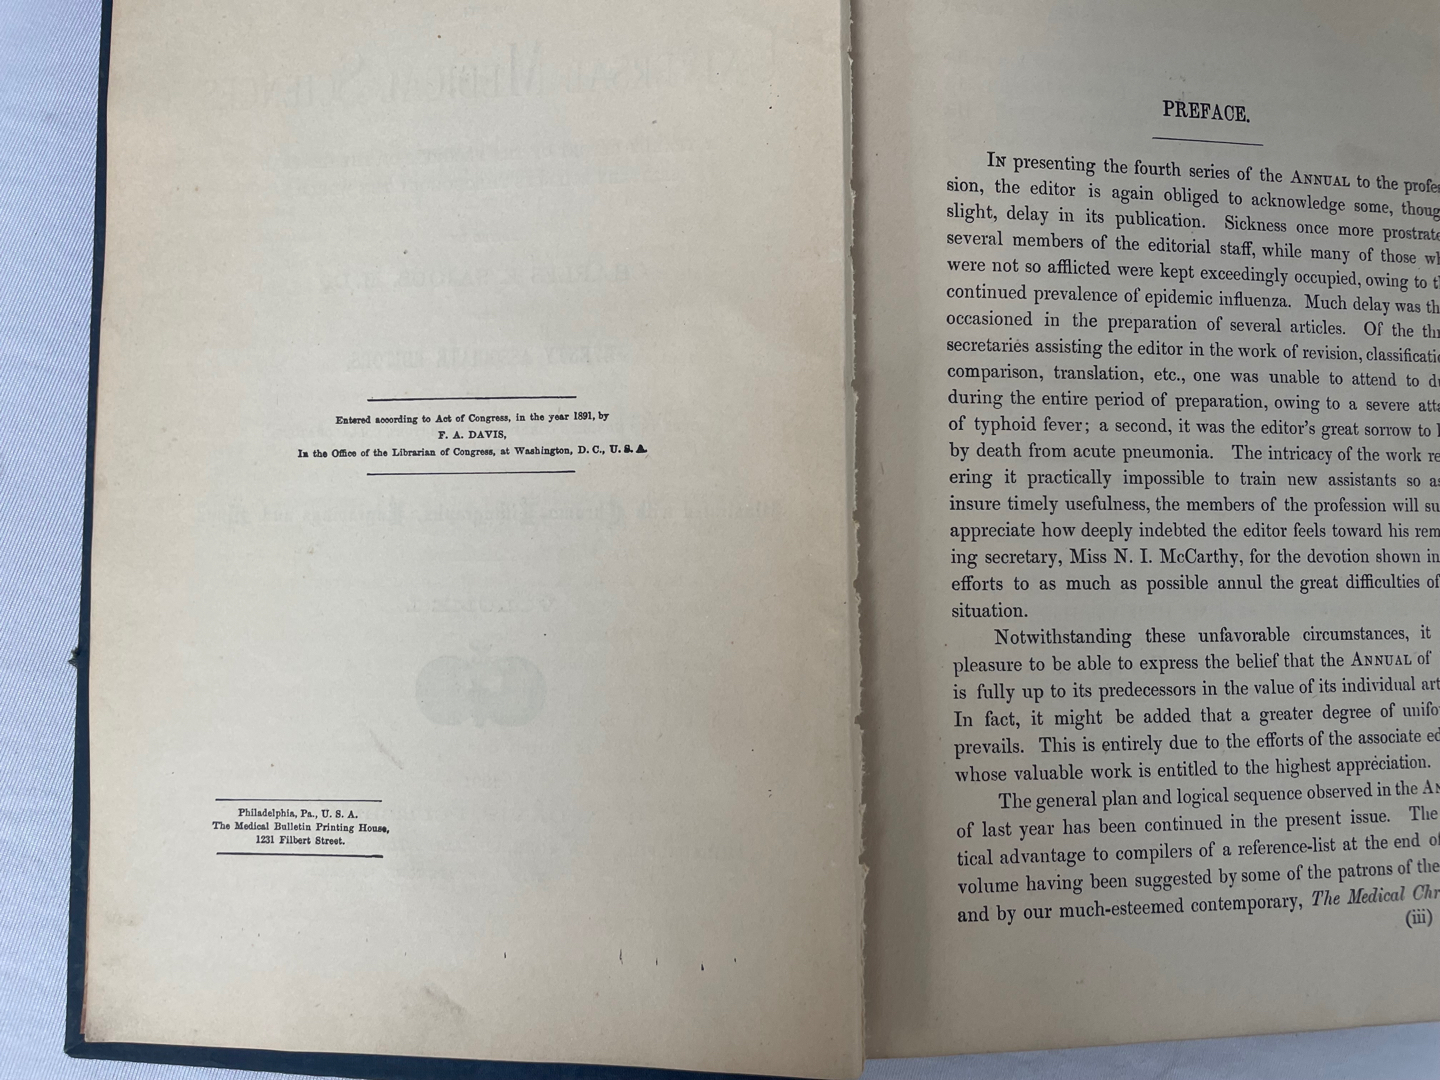 Entered according to Act of Congress, in the year 1891, by
F. A. DAVIS,
In the Office of the Librarian of Congress, at Washington, D. C., U. S. A.
Philadelphia, Pa., U. S. A.
The Medical Bulletin Printing House,
1231 Filbert Street.
PREFACE.
IN presenting the fourth series of the ANNUAL to the profes
sion, the editor is again obliged to acknowledge some, thoug
slight, delay in its publication. Sickness once more prostrate
several members of the editorial staff, while many of those wh
were not so afflicted were kept exceedingly occupied, owing to t
continued prevalence of epidemic influenza. Much delay was th
occasioned in the preparation of several articles. Of the thr
secretaries assisting the editor in the work of revision, classificati
comparison, translation, etc., one was unable to attend to d
during the entire period of preparation, owing to a severe atta
of typhoid fever; a second, it was the editor's great sorrow to l
by death from acute pneumonia. The intricacy of the work re
ering it practically impossible to train new assistants so as
insure timely usefulness, the members of the profession will su
appreciate how deeply indebted the editor feels toward his rem
ing secretary, Miss N. I. McCarthy, for the devotion shown in
efforts to as much as possible annul the great difficulties of
situation.
Notwithstanding these unfavorable circumstances, it
pleasure to be able to express the belief that the ANNUAL of
is fully up to its predecessors in the value of its individual art
In fact, it might be added that a greater degree of unifo
prevails. This is entirely due to the efforts of the associate ed
whose valuable work is entitled to the highest appreciation.
The general plan and logical sequence observed in the AN
of last year has been continued in the present issue. The
tical advantage to compilers of a reference-list at the end of
volume having been suggested by some of the patrons of the
and by our much-esteemed contemporary, The Medical Chr
(iii)